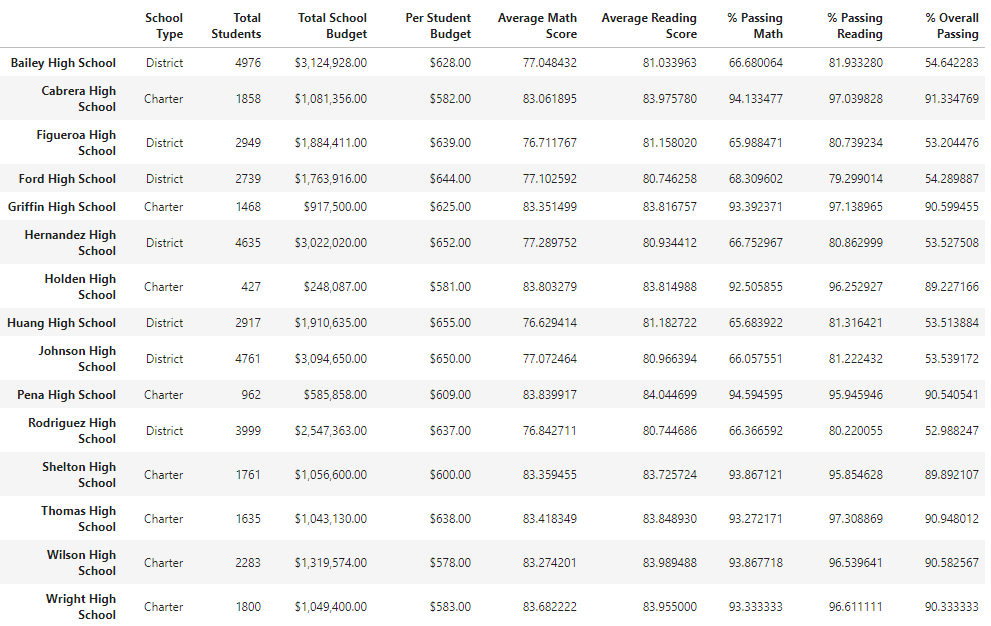 School Type Total Students Total School Budget Per Student Budget Average Math Score Average Reading Score % Passing Math % Passing Reading % Overall Passing
Bailey High School District 4976 $3,124,928.00 $628.00 77.048432 81.033963 66.680064 81.933280 54.642283
Cabrera High School Charter 1858 $1,081,356.00 $582.00 83.061895 83.975780 94.133477 97.039828 91.334769
Figueroa High School District 2949 $1,884,411.00 $639.00 76.711767 81.158020 65.988471 80.739234 53.204476
Ford High School District 2739 $1,763,916.00 $644.00 77.102592 80.746258 68.309602 79.299014 54.289887
Griffin High School Charter 1468 $917,500.00 $625.00 83.351499 83.816757 93.392371 97.138965 90.599455
Hernandez High School District 4635 $3,022,020.00 $652.00 77.289752 80.934412 66.752967 80.862999 53.527508
Holden High School Charter 427 $248,087.00 $581.00 83.803279 83.814988 92.505855 96.252927 89.227166
Huang High School District 2917 $1,910,635.00 $655.00 76.629414 81.182722 65.683922 81.316421 53.513884
Johnson High School District 4761 $3,094,650.00 $650.00 77.072464 80.966394 66.057551 81.222432 53.539172
Pena High School Charter 962 $585,858.00 $609.00 83.839917 84.044699 94.594595 95.945946 90.540541
Rodriguez High School District 3999 $2,547,363.00 $637.00 76.842711 80.744686 66.366592 80.220055 52.988247
Shelton High School Charter 1761 $1,056,600.00 $600.00 83.359455 83.725724 93.867121 95.854628 89.892107
Thomas High School Charter 1635 $1,043,130.00 $638.00 83.418349 83.848930 93.272171 97.308869 90.948012
Wilson High School Charter 2283 $1,319,574.00 $578.00 83.274201 83.989488 93.867718 96.539641 90.582567
Wright High School Charter 1800 $1,049,400.00 $583.00 83.682222 83.955000 93.333333 96.611111 90.333333